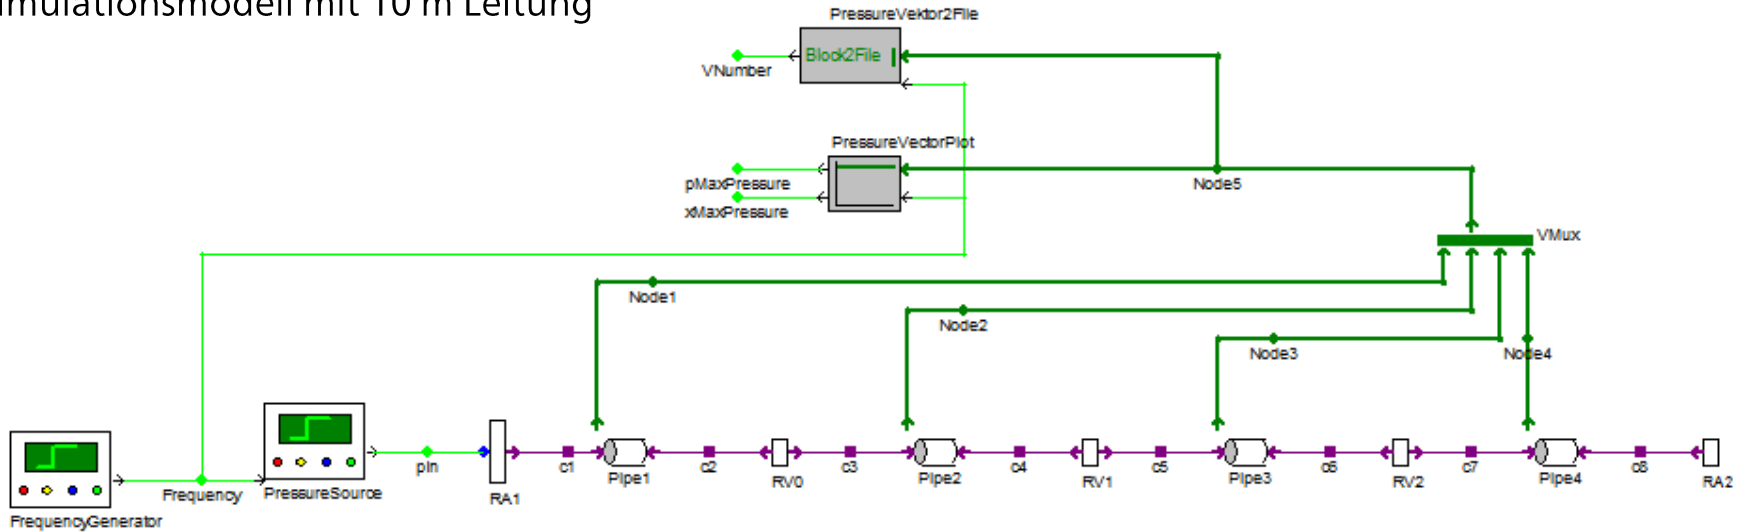 mulationsmodell mit 10 m Leitung
PressureVektor2File
Block2File
VNumber
PressureVectorPlot
pMaxPressure
xMaxPressure
Node5
VMux
Node1
Node2
Node3
Node4
pIn
c1
Pipe1
c2
RV0
c3
Pipe2
c4
RV1
c5
Pipe3
c6
RV2
c7
Pipe4
c8
RA2
RA1
Frequency
PressureSource
FrequencyGenerator